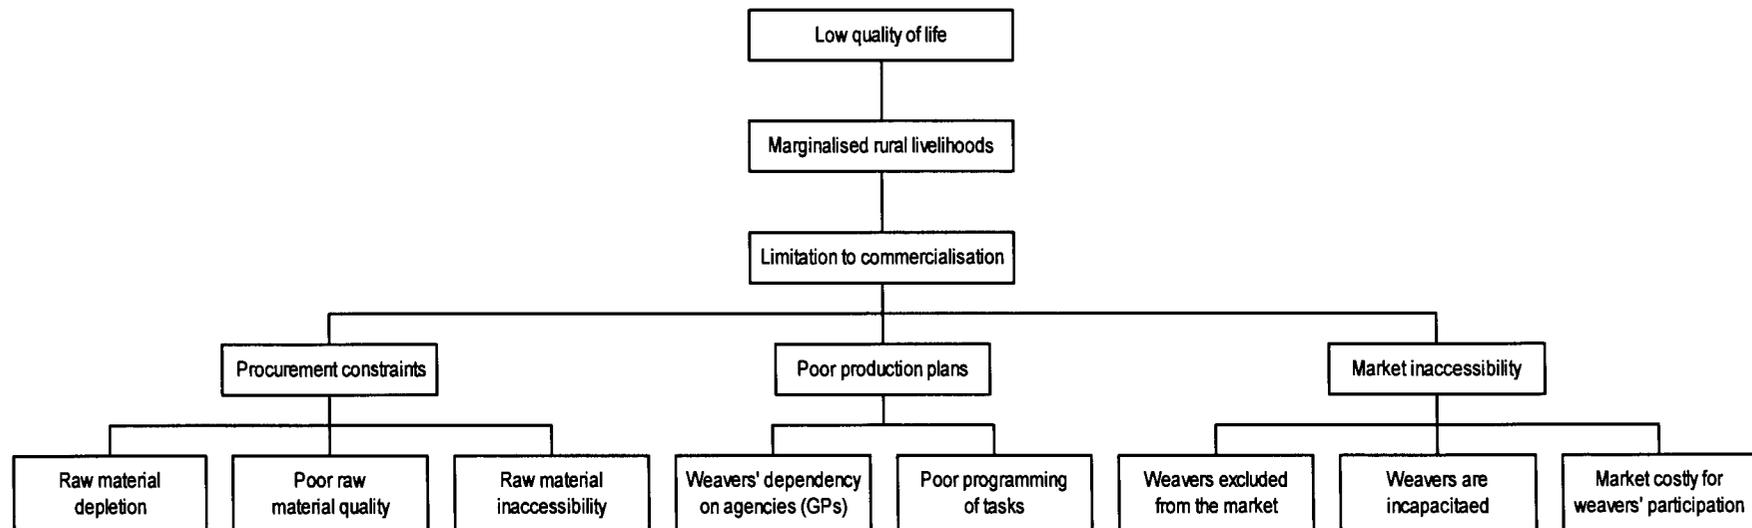 Low quality of life
Marginalised rural livelihoods
Limitation to commercialisation
Procurement constraints
Poor production plans
Market inaccessibility
Raw material
depletion
Poor raw
material quality
Raw material
inaccessibility
Weavers' dependency
on agencies (GPs)
Poor programming
of tasks
Weavers excluded
from the market
Weavers are
incapacitaed
Market costly for
weavers' participation